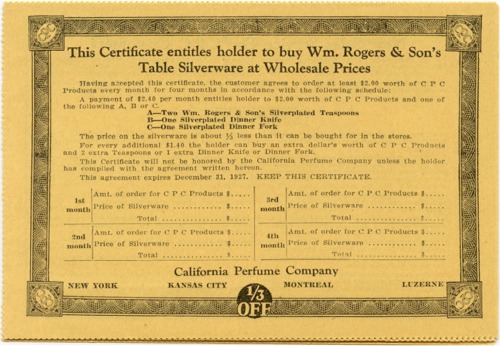 This Certificate entitles holder to buy Wm. Rogers & Son's
Table Silverware at Wholesale Prices
Having accepted this certificate, the customer agrees to order at least $2.00 worth of C P C
Products every month for four months in accordance with the following schedule:
A payment of $2.40 per month entitles holder to $2.00 worth of C P C Products and one of
the following A, B or C.
A—Two Wm. Rogers & Son's Silverplated Teaspoons
B—One Silverplated Dinner Knife
C—One Silverplated Dinner Fork
The price on the silverware is about ½ less than it can be bought for in the stores.
For every additional $1.40 the holder can buy an extra dollar's worth of C P C Products
and 2 extra Teaspoons or 1 extra Dinner Knife or Dinner Fork.
This Certificate will not be honored by the California Perfume Company unless the holder
has complied with the agreement written herein.
This agreement expires December 31, 1927. KEEP THIS CERTIFICATE.
1st month
Amt. of order for C P C Products $.....
Price of Silverware .................. $.....
Total .................. $.....
3rd month
Amt. of order for C P C Products $.....
Price of Silverware .................. $.....
Total .................. $.....
2nd month
Amt. of order for C P C Products $.....
Price of Silverware .................. $.....
Total .................. $.....
4th month
Amt. of order for C P C Products $.....
Price of Silverware .................. $.....
Total .................. $.....
California Perfume Company
NEW YORK KANSAS CITY MONTREAL LUZERNE
1/3
OFF